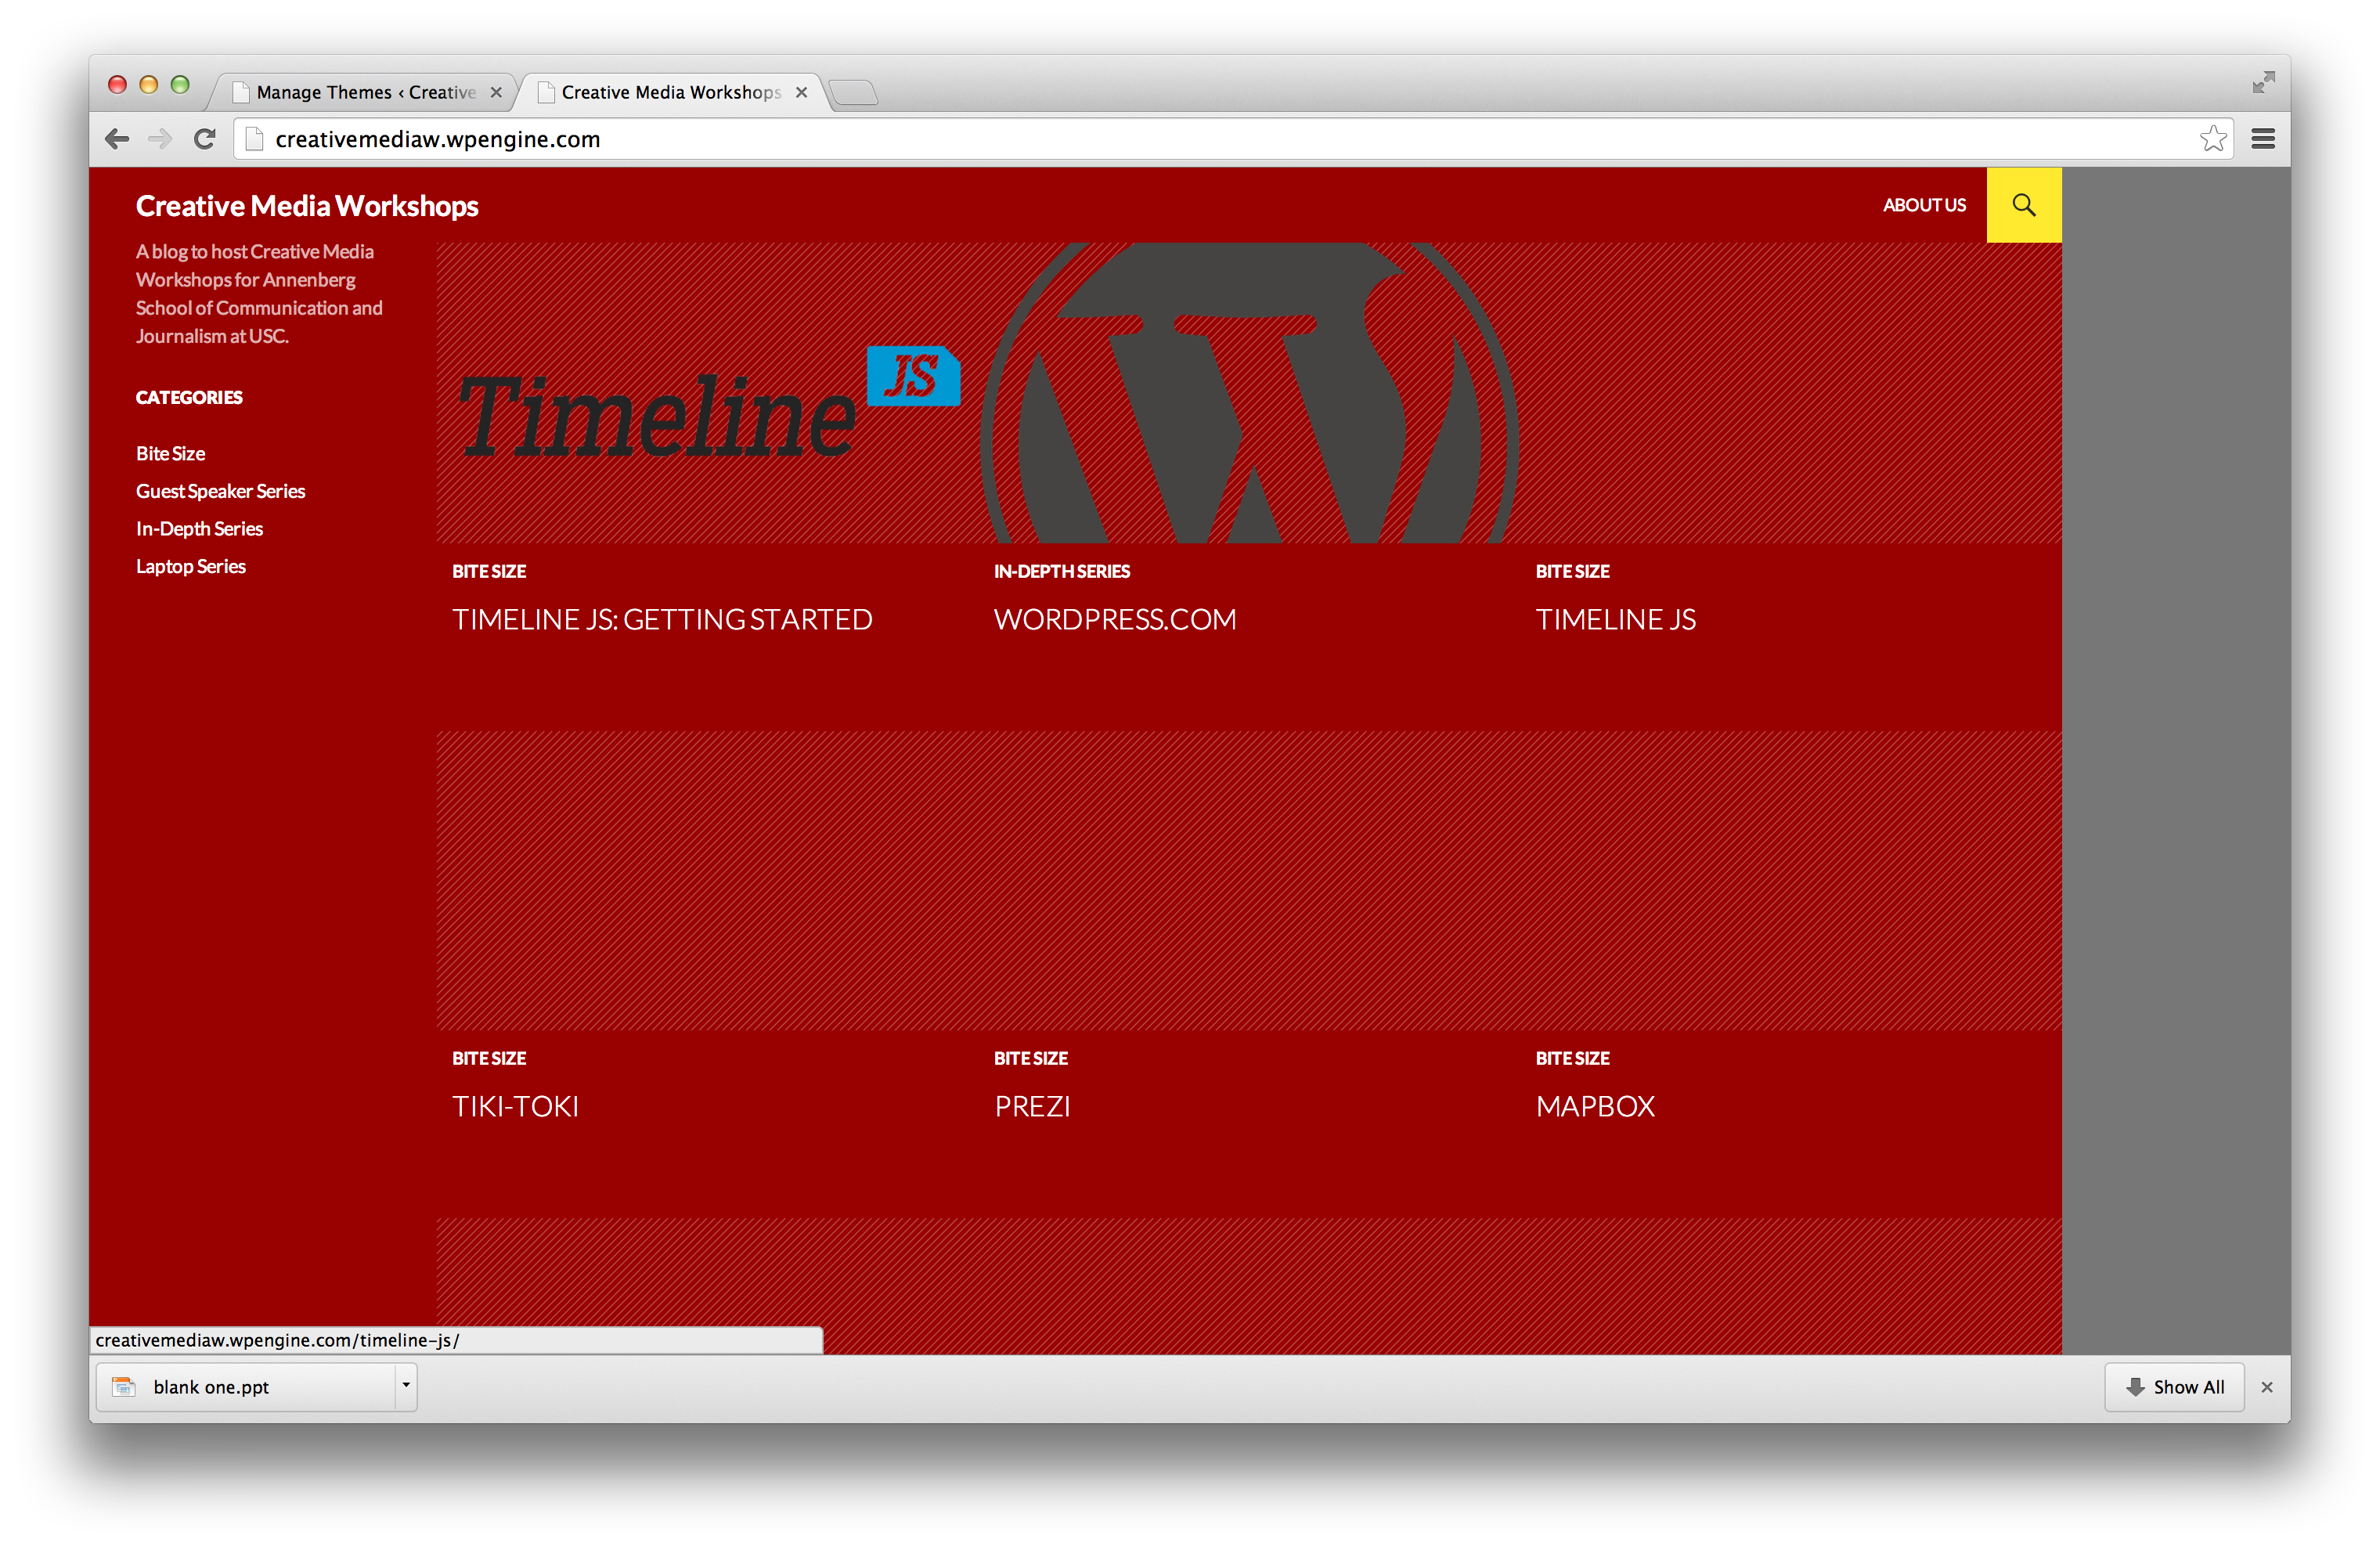 Manage Themes ‹ Creative
Creative Media Workshops
creativemediaw.wpengine.com
Creative Media Workshops
ABOUT US
A blog to host Creative Media
Workshops for Annenberg
School of Communication and
Journalism at USC.
CATEGORIES
Bite Size
Guest Speaker Series
In-Depth Series
Laptop Series
Timeline JS
W
BITE SIZE
TIMELINE JS: GETTING STARTED
IN-DEPTH SERIES
WORDPRESS.COM
BITE SIZE
TIMELINE JS
BITE SIZE
TIKI-TOKI
BITE SIZE
PREZI
BITE SIZE
MAPBOX
creativemediaw.wpengine.com/timeline-js/
blank one.ppt
Show All